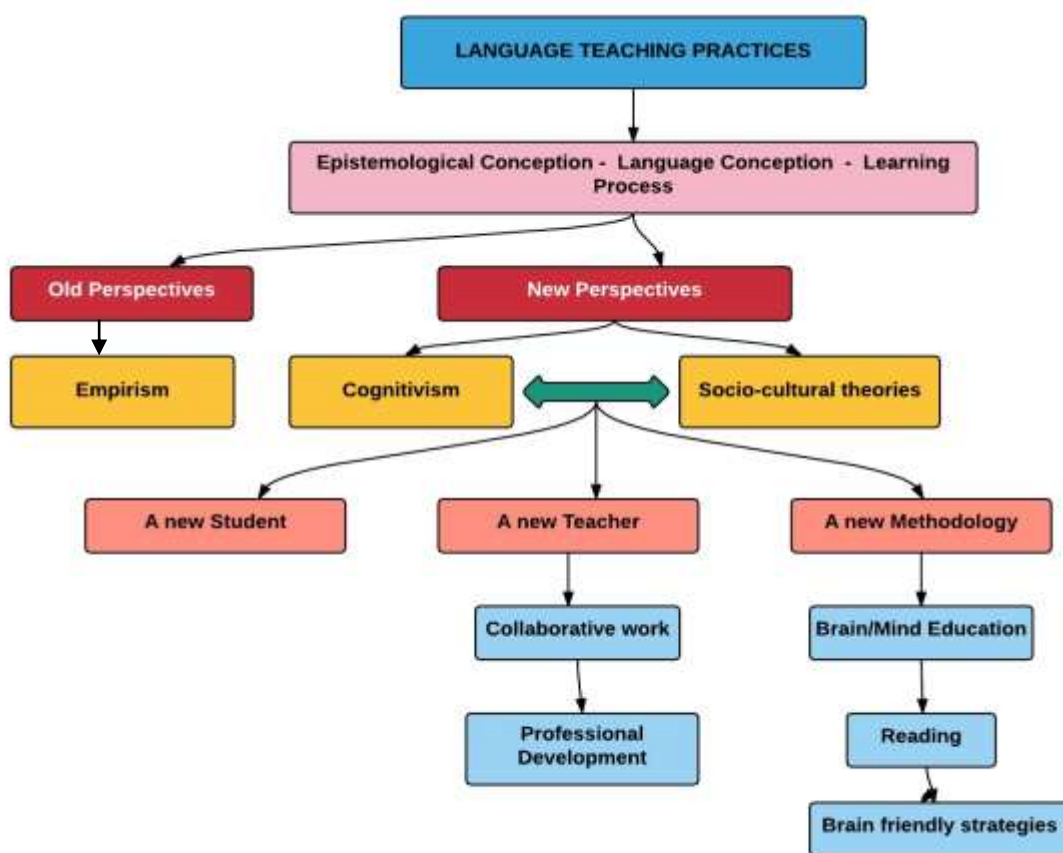 LANGUAGE TEACHING PRACTICES
Epistemological Conception - Language Conception - Learning
Process
Old Perspectives
New Perspectives
Empirism
Cognitivism
Socio-cultural theories
A new Student
A new Teacher
A new Methodology
Collaborative work
Brain/Mind Education
Professional
Development
Reading
Brain friendly strategies